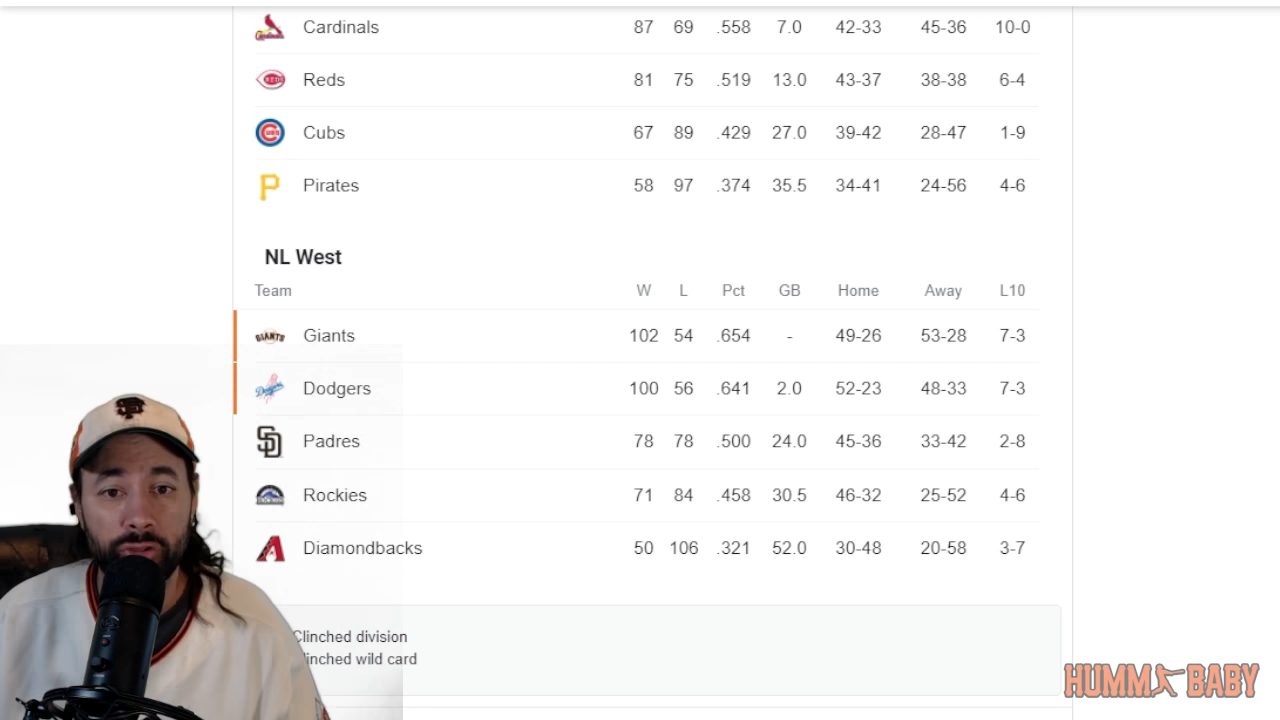 Cardinals 87 69 .558 7.0 42-33 45-36 10-0
Reds 81 75 .519 13.0 43-37 38-38 6-4
Cubs 67 89 .429 27.0 39-42 28-47 1-9
Pirates 58 97 .374 35.5 34-41 24-56 4-6
NL West
Team W L Pct GB Home Away L10
GIANTS Giants 102 54 .654 - 49-26 53-28 7-3
Dodgers Dodgers 100 56 .641 2.0 52-23 48-33 7-3
SD Padres 78 78 .500 24.0 45-36 33-42 2-8
Rockies 71 84 .458 30.5 46-32 25-52 4-6
Diamondbacks 50 106 .321 52.0 30-48 20-58 3-7
Clinched division
linched wild card
HUMM BABY